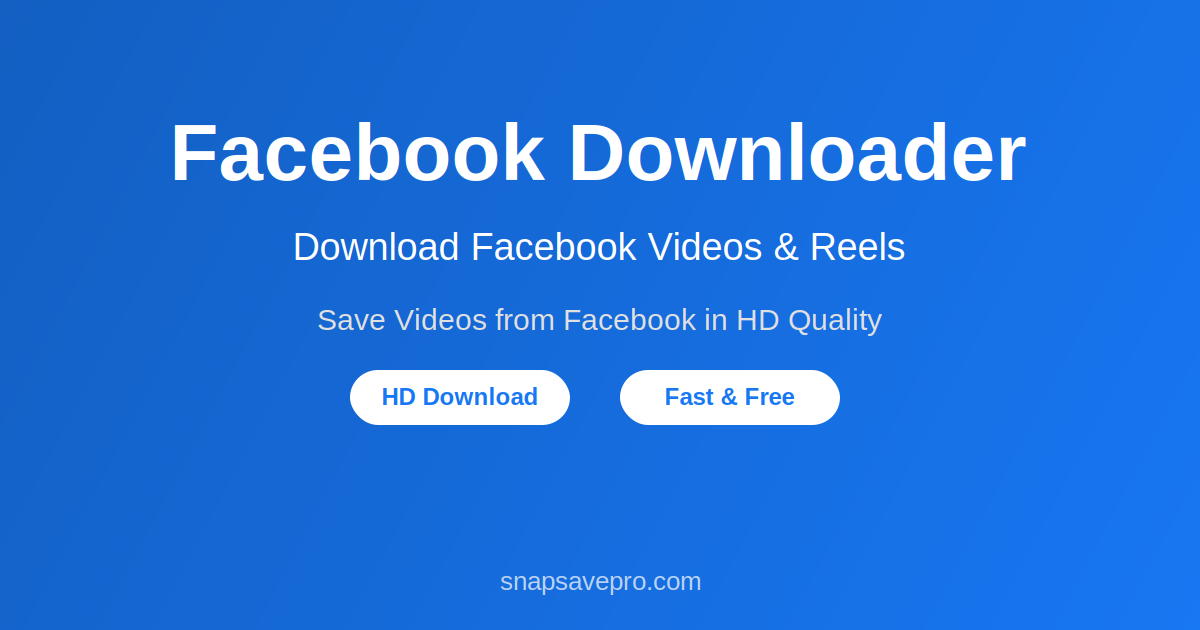 Facebook Downloader
Download Facebook Videos & Reels
Save Videos from Facebook in HD Quality
HD Download
Fast & Free
snapsavepro.com